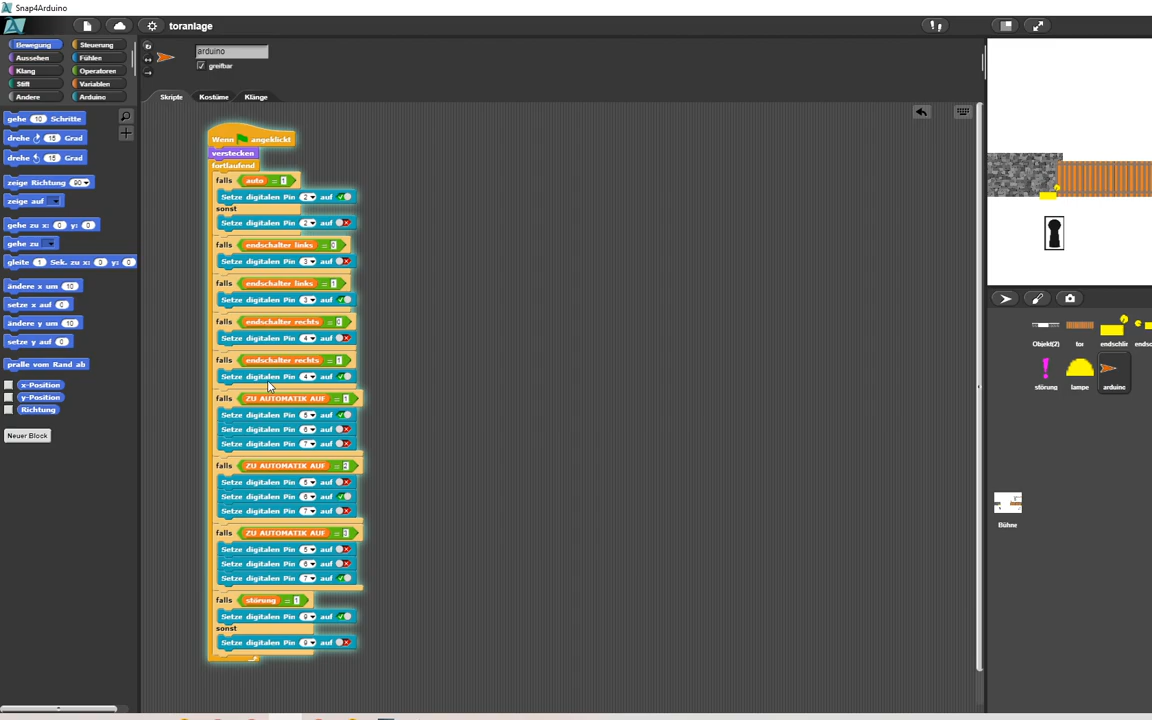 Snap4Arduino
toranlage
Bewegung Steuerung
Aussehen Fühlen
Klang Operatoren
Stift Variablen
Andere Arduino
gehe 10 Schritte
drehe 15 Grad
drehe 15 Grad
zeige Richtung 90
zeige auf
gehe zu x: 0 y: 0
gehe zu
gleite 1 Sek. zu x: 0 y: 0
ändere x um 10
setze x auf 0
ändere y um 10
setze y auf 0
pralle vom Rand ab
x-Position
y-Position
Richtung
Neuer Block
arduino
greifbar
Skripte Kostüme Klänge
Wenn angeklickt
verstecken
fortlaufend
falls auto = 1
Setze digitalen Pin 2 auf
sonst
Setze digitalen Pin 2 auf
falls endschalter links = 0
Setze digitalen Pin 3 auf
falls endschalter links = 1
Setze digitalen Pin 3 auf
falls endschalter rechts = 0
Setze digitalen Pin 4 auf
falls endschalter rechts = 1
Setze digitalen Pin 4 auf
falls ZU AUTOMATIK AUF = 1
Setze digitalen Pin 5 auf
Setze digitalen Pin 6 auf
Setze digitalen Pin 7 auf
falls ZU AUTOMATIK AUF = 2
Setze digitalen Pin 5 auf
Setze digitalen Pin 6 auf
Setze digitalen Pin 7 auf
falls ZU AUTOMATIK AUF = 3
Setze digitalen Pin 5 auf
Setze digitalen Pin 6 auf
Setze digitalen Pin 7 auf
falls störung = 1
Setze digitalen Pin 9 auf
sonst
Setze digitalen Pin 9 auf
Objekt(2) tor endschlir endsc
störung lampe arduino
Bühne